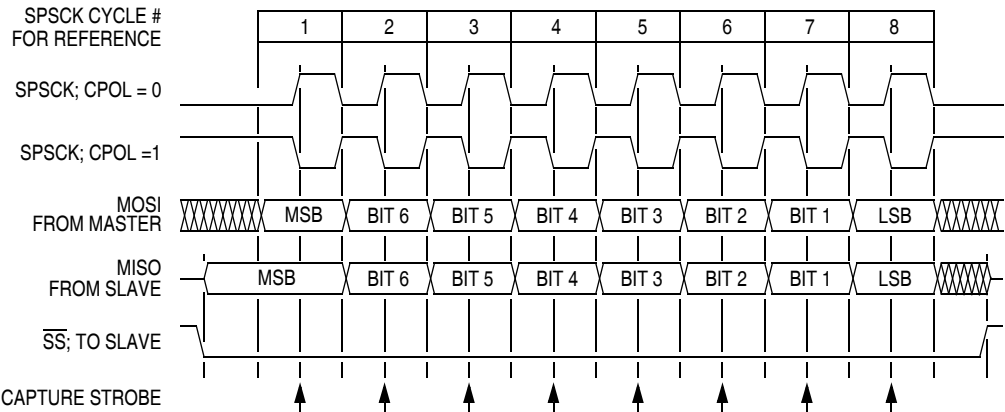 SPSCK CYCLE #
FOR REFERENCE
1 2 3 4 5 6 7 8
SPSCK; CPOL = 0
SPSCK; CPOL =1
MOSI
FROM MASTER
MSB BIT 6 BIT 5 BIT 4 BIT 3 BIT 2 BIT 1 LSB
MISO
FROM SLAVE
MSB BIT 6 BIT 5 BIT 4 BIT 3 BIT 2 BIT 1 LSB
S̅S̅; TO SLAVE
CAPTURE STROBE